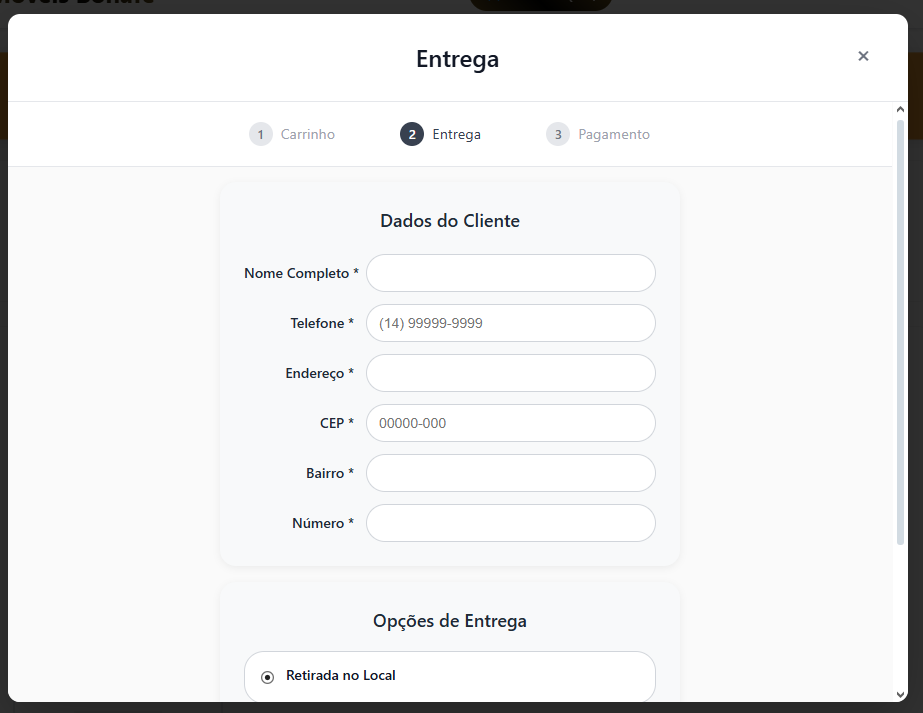 Entrega
×
1 Carrinho 2 Entrega 3 Pagamento
Dados do Cliente
Nome Completo *
Telefone * (14) 99999-9999
Endereço *
CEP * 00000-000
Bairro *
Número *
Opções de Entrega
Retirada no Local